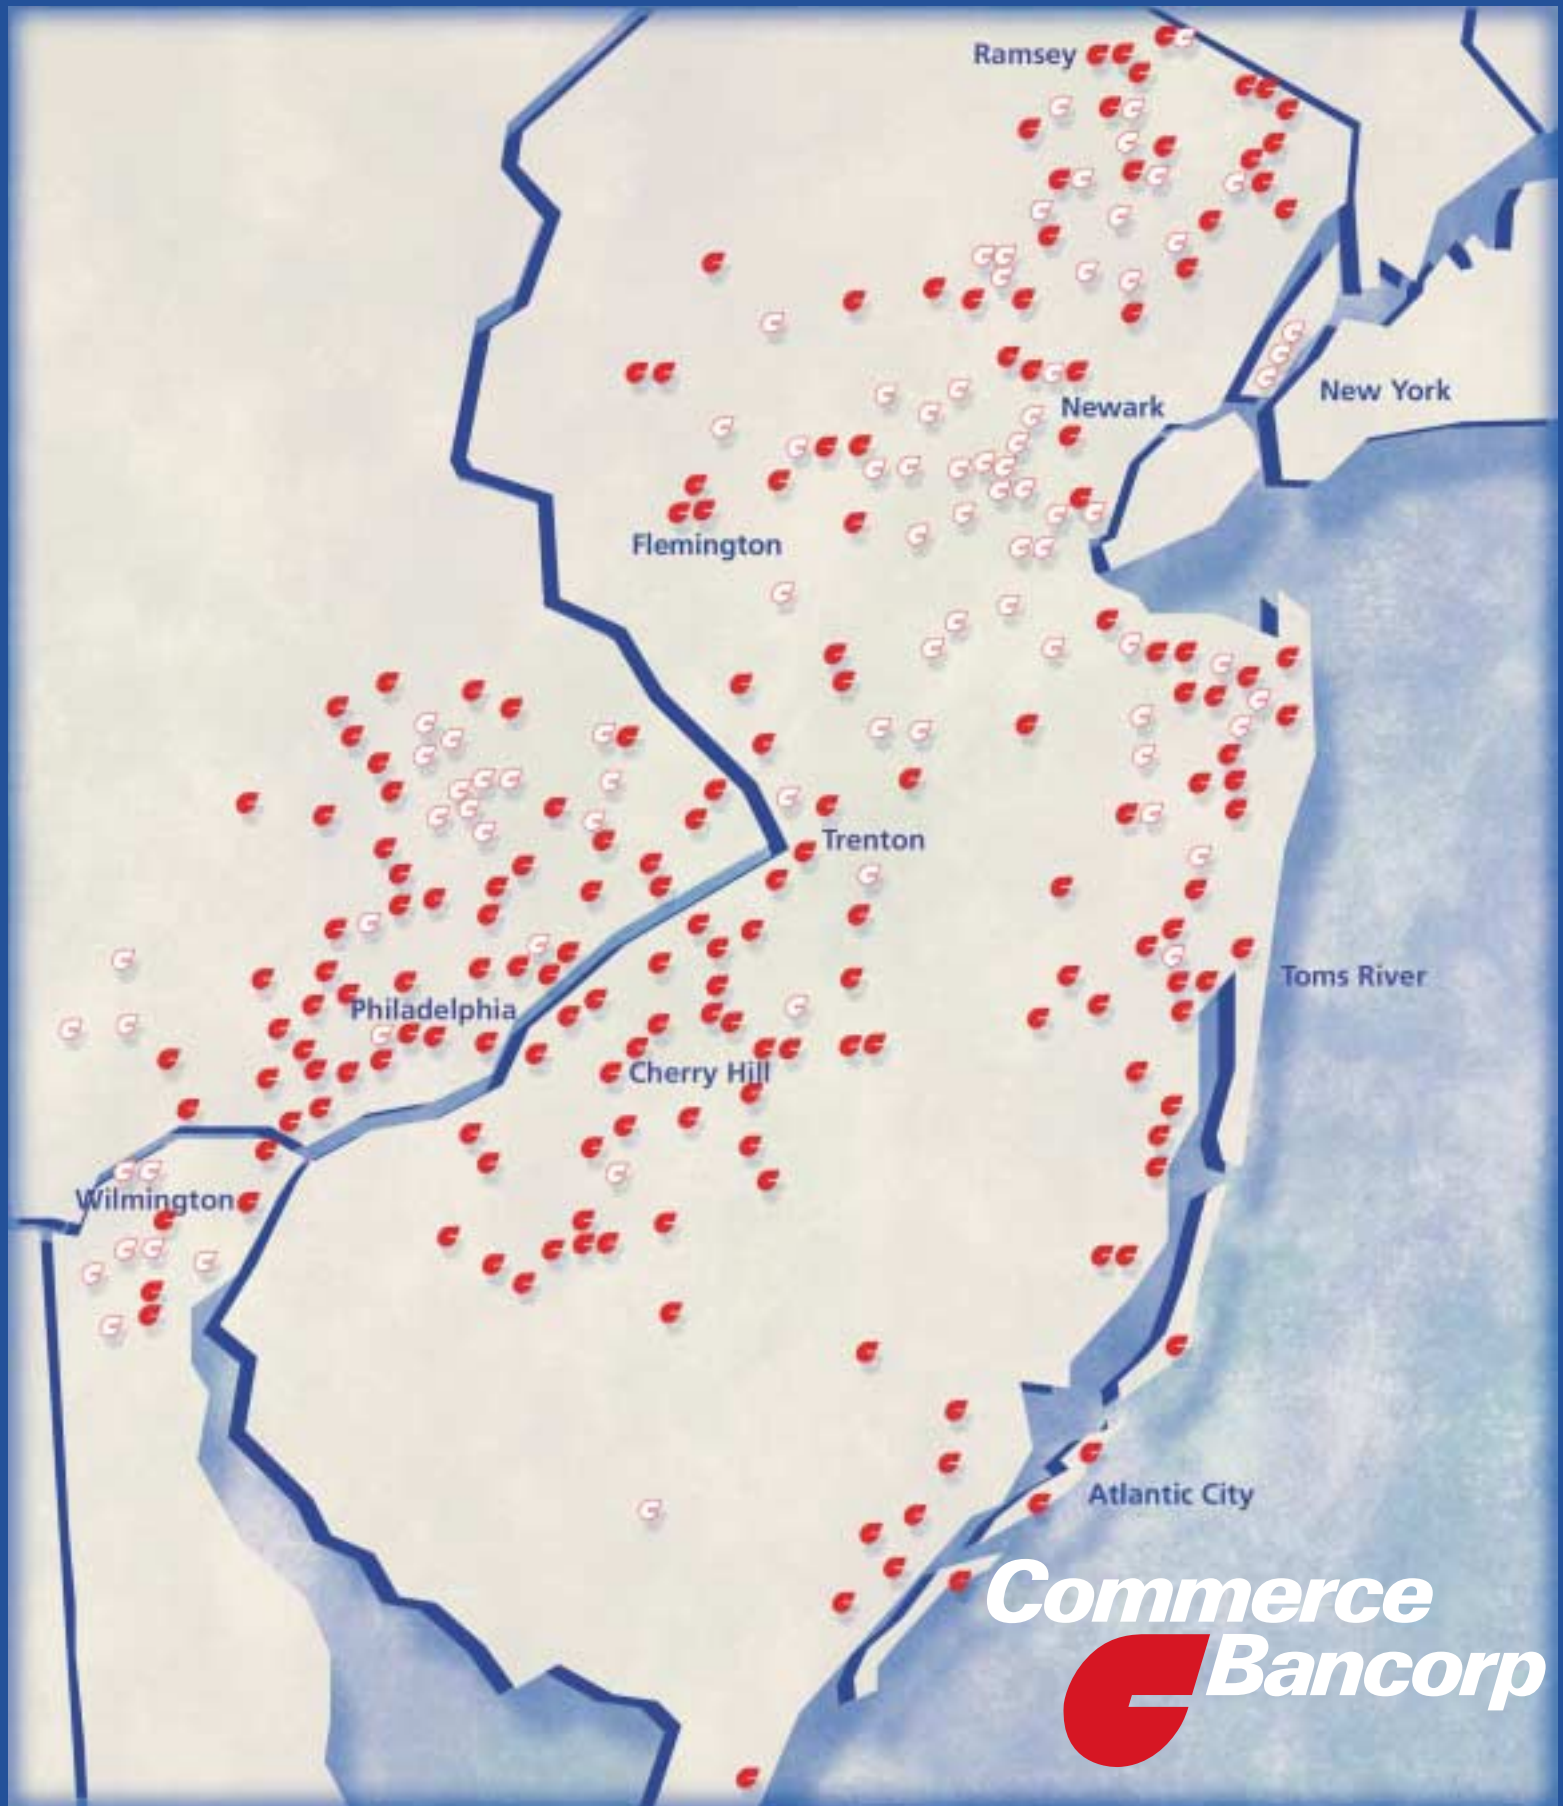 Ramsey
New York
Newark
Flemington
Trenton
Toms River
Philadelphia
Cherry Hill
Wilmington
Atlantic City
Commerce
Bancorp